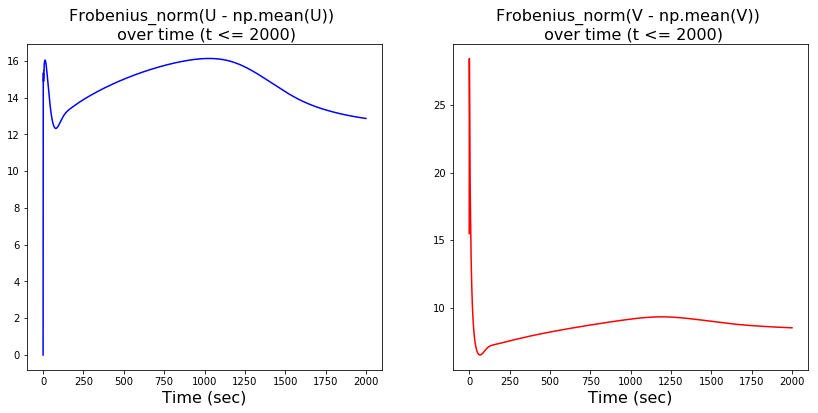 Frobenius_norm(U - np.mean(U))
over time (t <= 2000)
16
14
12
10
8
6
4
2
0
0 250 500 750 1000 1250 1500 1750 2000
Time (sec)
Frobenius_norm(V - np.mean(V))
over time (t <= 2000)
25
20
15
10
0 250 500 750 1000 1250 1500 1750 2000
Time (sec)